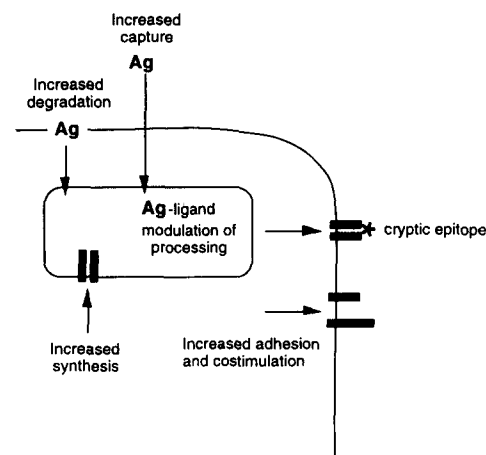 Increased
capture
Ag
Increased
degradation
Ag
Ag-ligand
modulation of
processing
cryptic epitope
Increased
synthesis
Increased adhesion
and costimulation